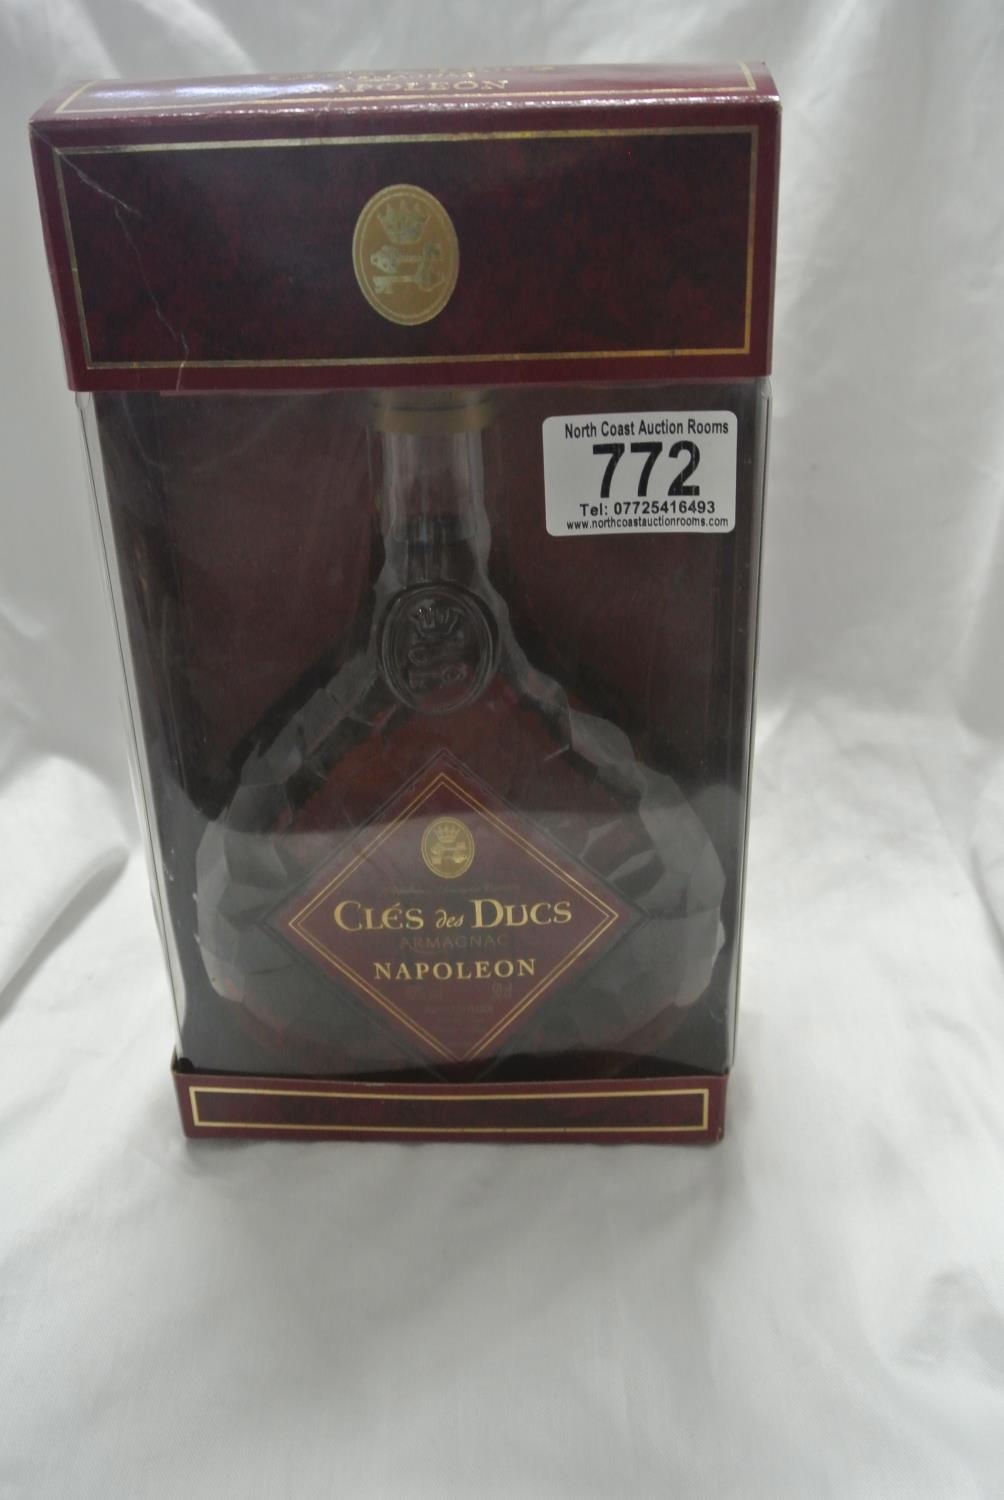 NAPOLEON
North Coast Auction Rooms
772
Tel: 07725416493
www.northcoastauctionrooms.com
CLÉS des DUCS
ARMAGNAC
NAPOLEON